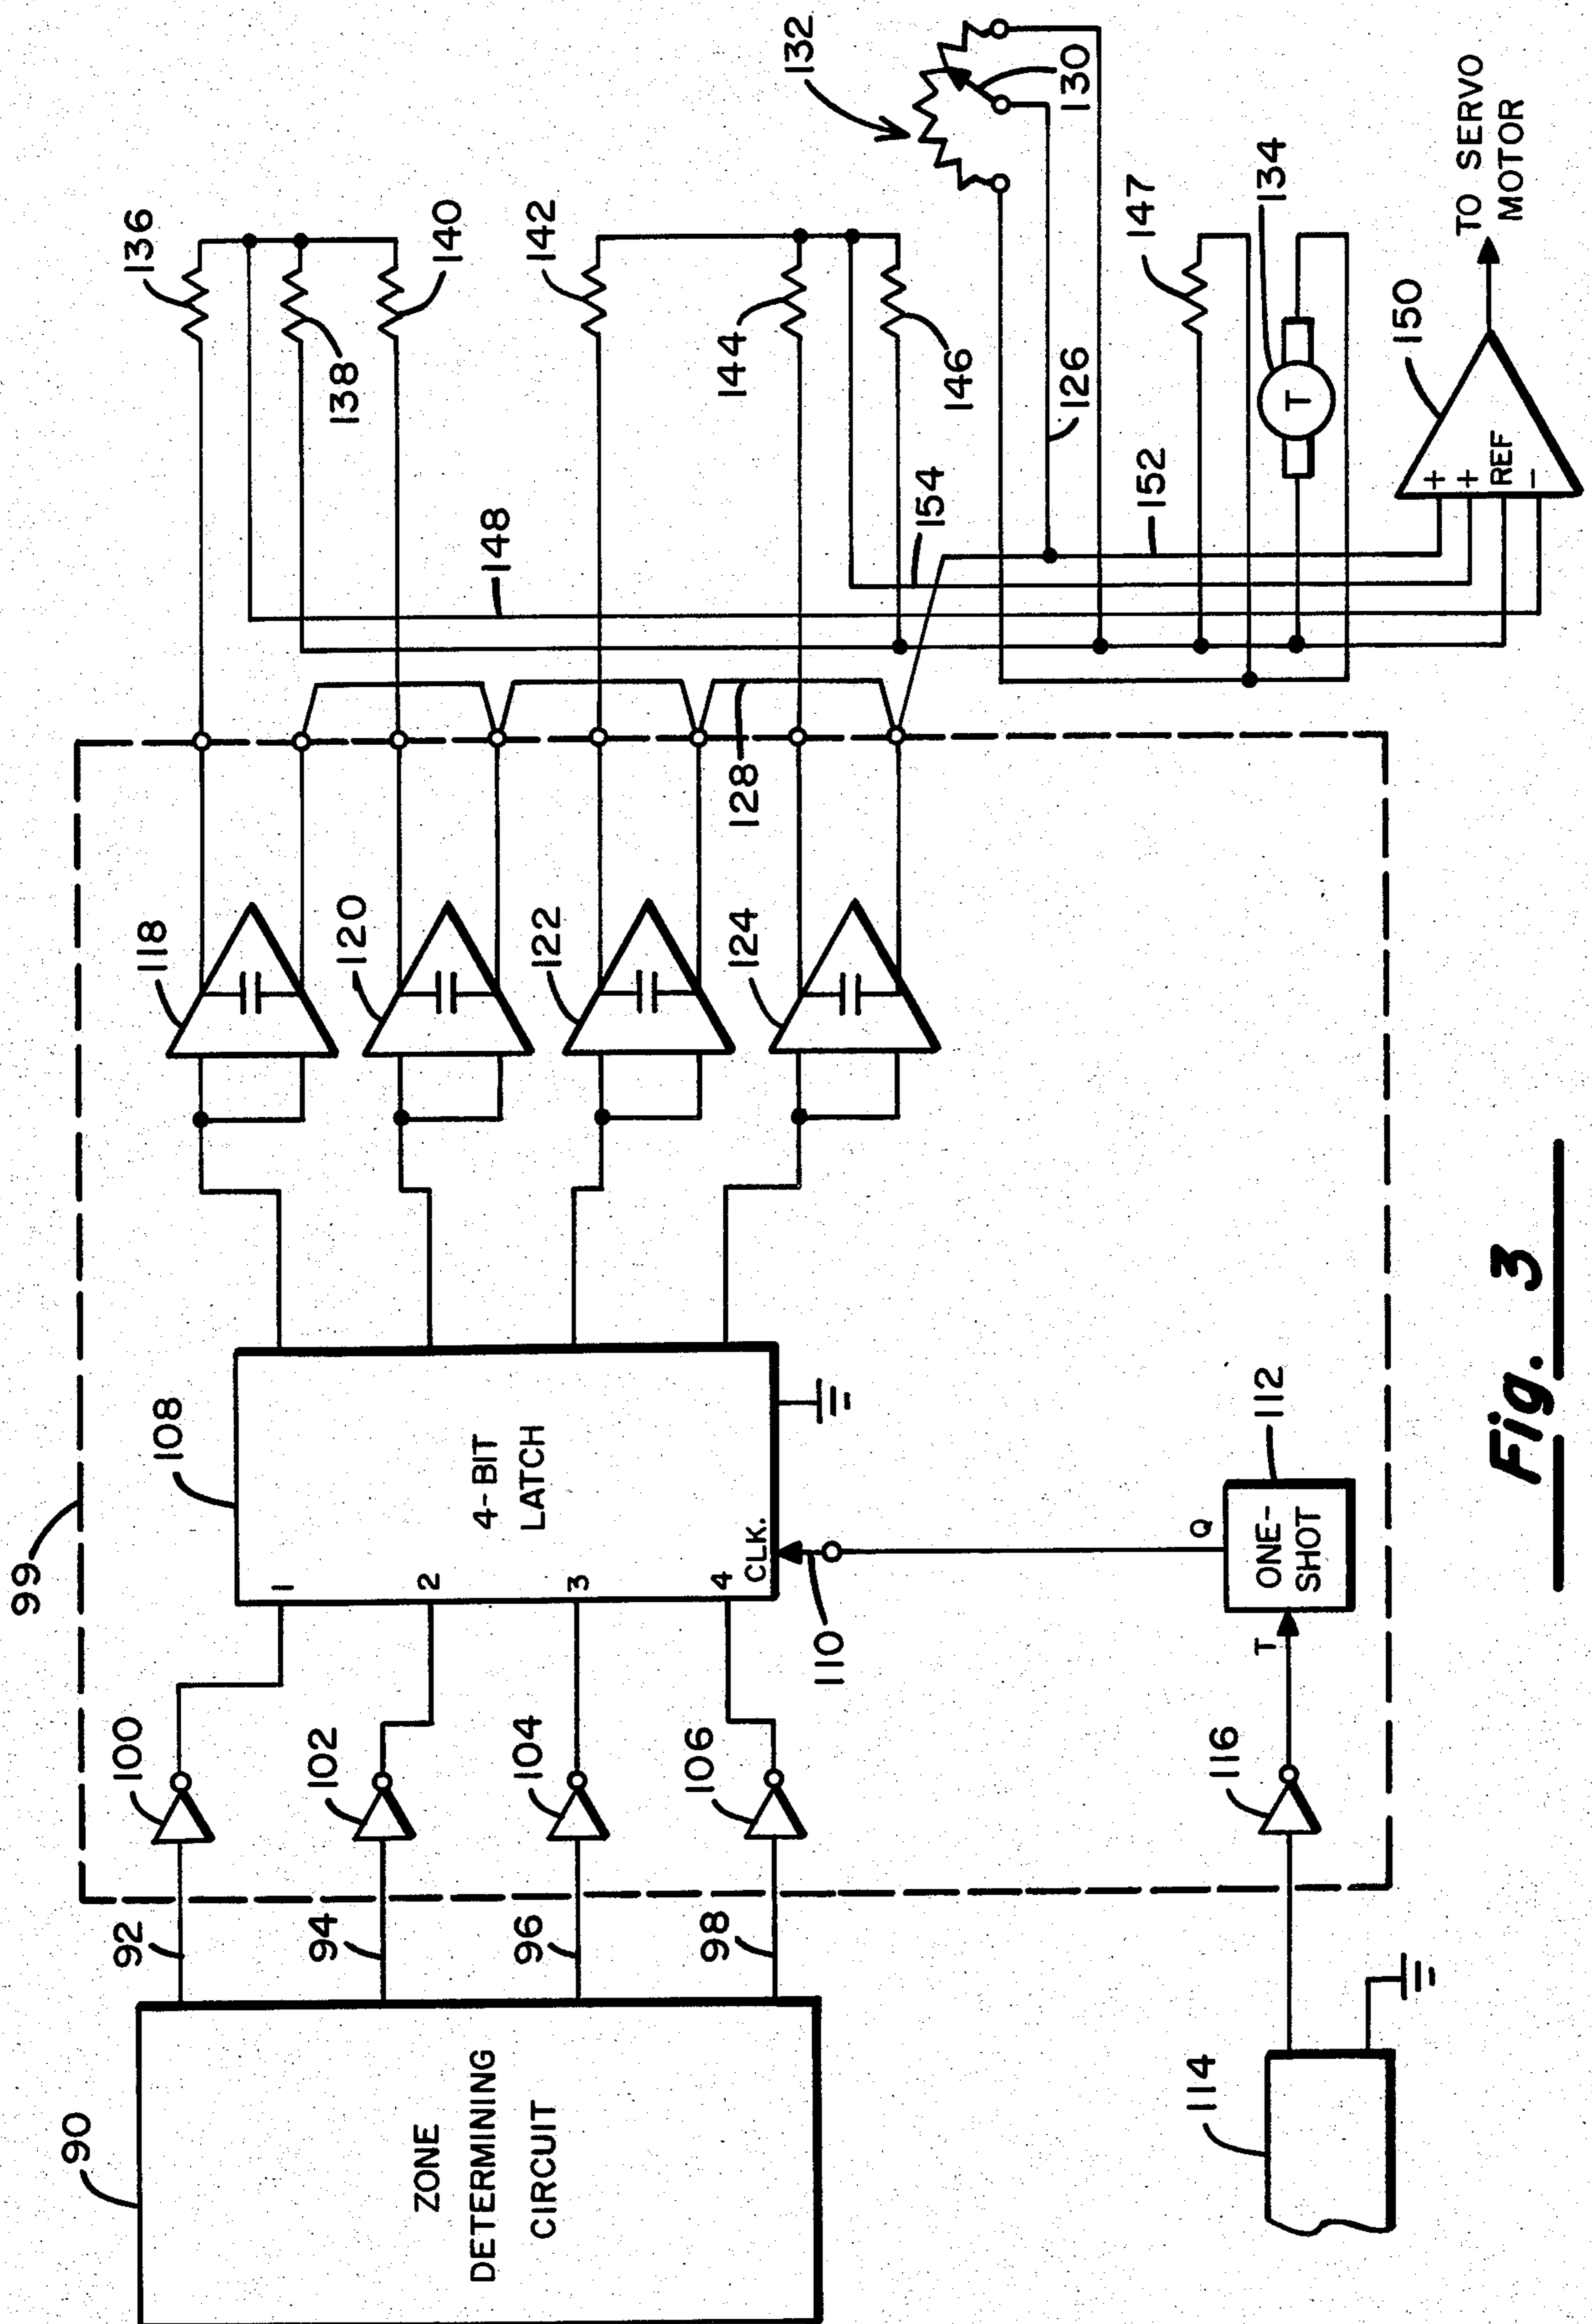 99
90
ZONE
DETERMINING
CIRCUIT
92
94
96
98
100
102
104
106
108
1
2
3
4
CLK.
4-BIT
LATCH
110
112
Q
ONE-
SHOT
T
114
116
118
120
122
124
128
136
138
140
142
144
146
148
154
152
126
132
130
147
134
T
150
+
+
REF
-
TO SERVO
MOTOR
Fig. 3